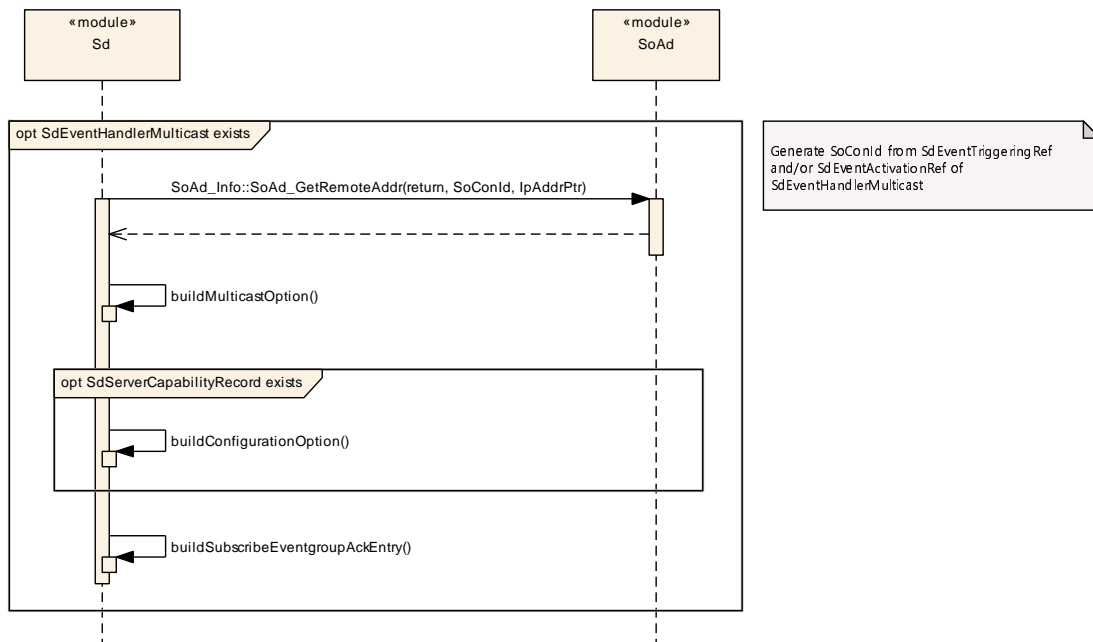 «module»
Sd
«module»
SoAd
opt SdEventHandlerMulticast exists
Generate SoConId from SdEventTriggeringRef
and/or SdEventActivationRef of
SdEventHandlerMulticast
SoAd_Info::SoAd_GetRemoteAddr(return, SoConId, IpAddrPtr)
buildMulticastOption()
opt SdServerCapabilityRecord exists
buildConfigurationOption()
buildSubscribeEventgroupAckEntry()